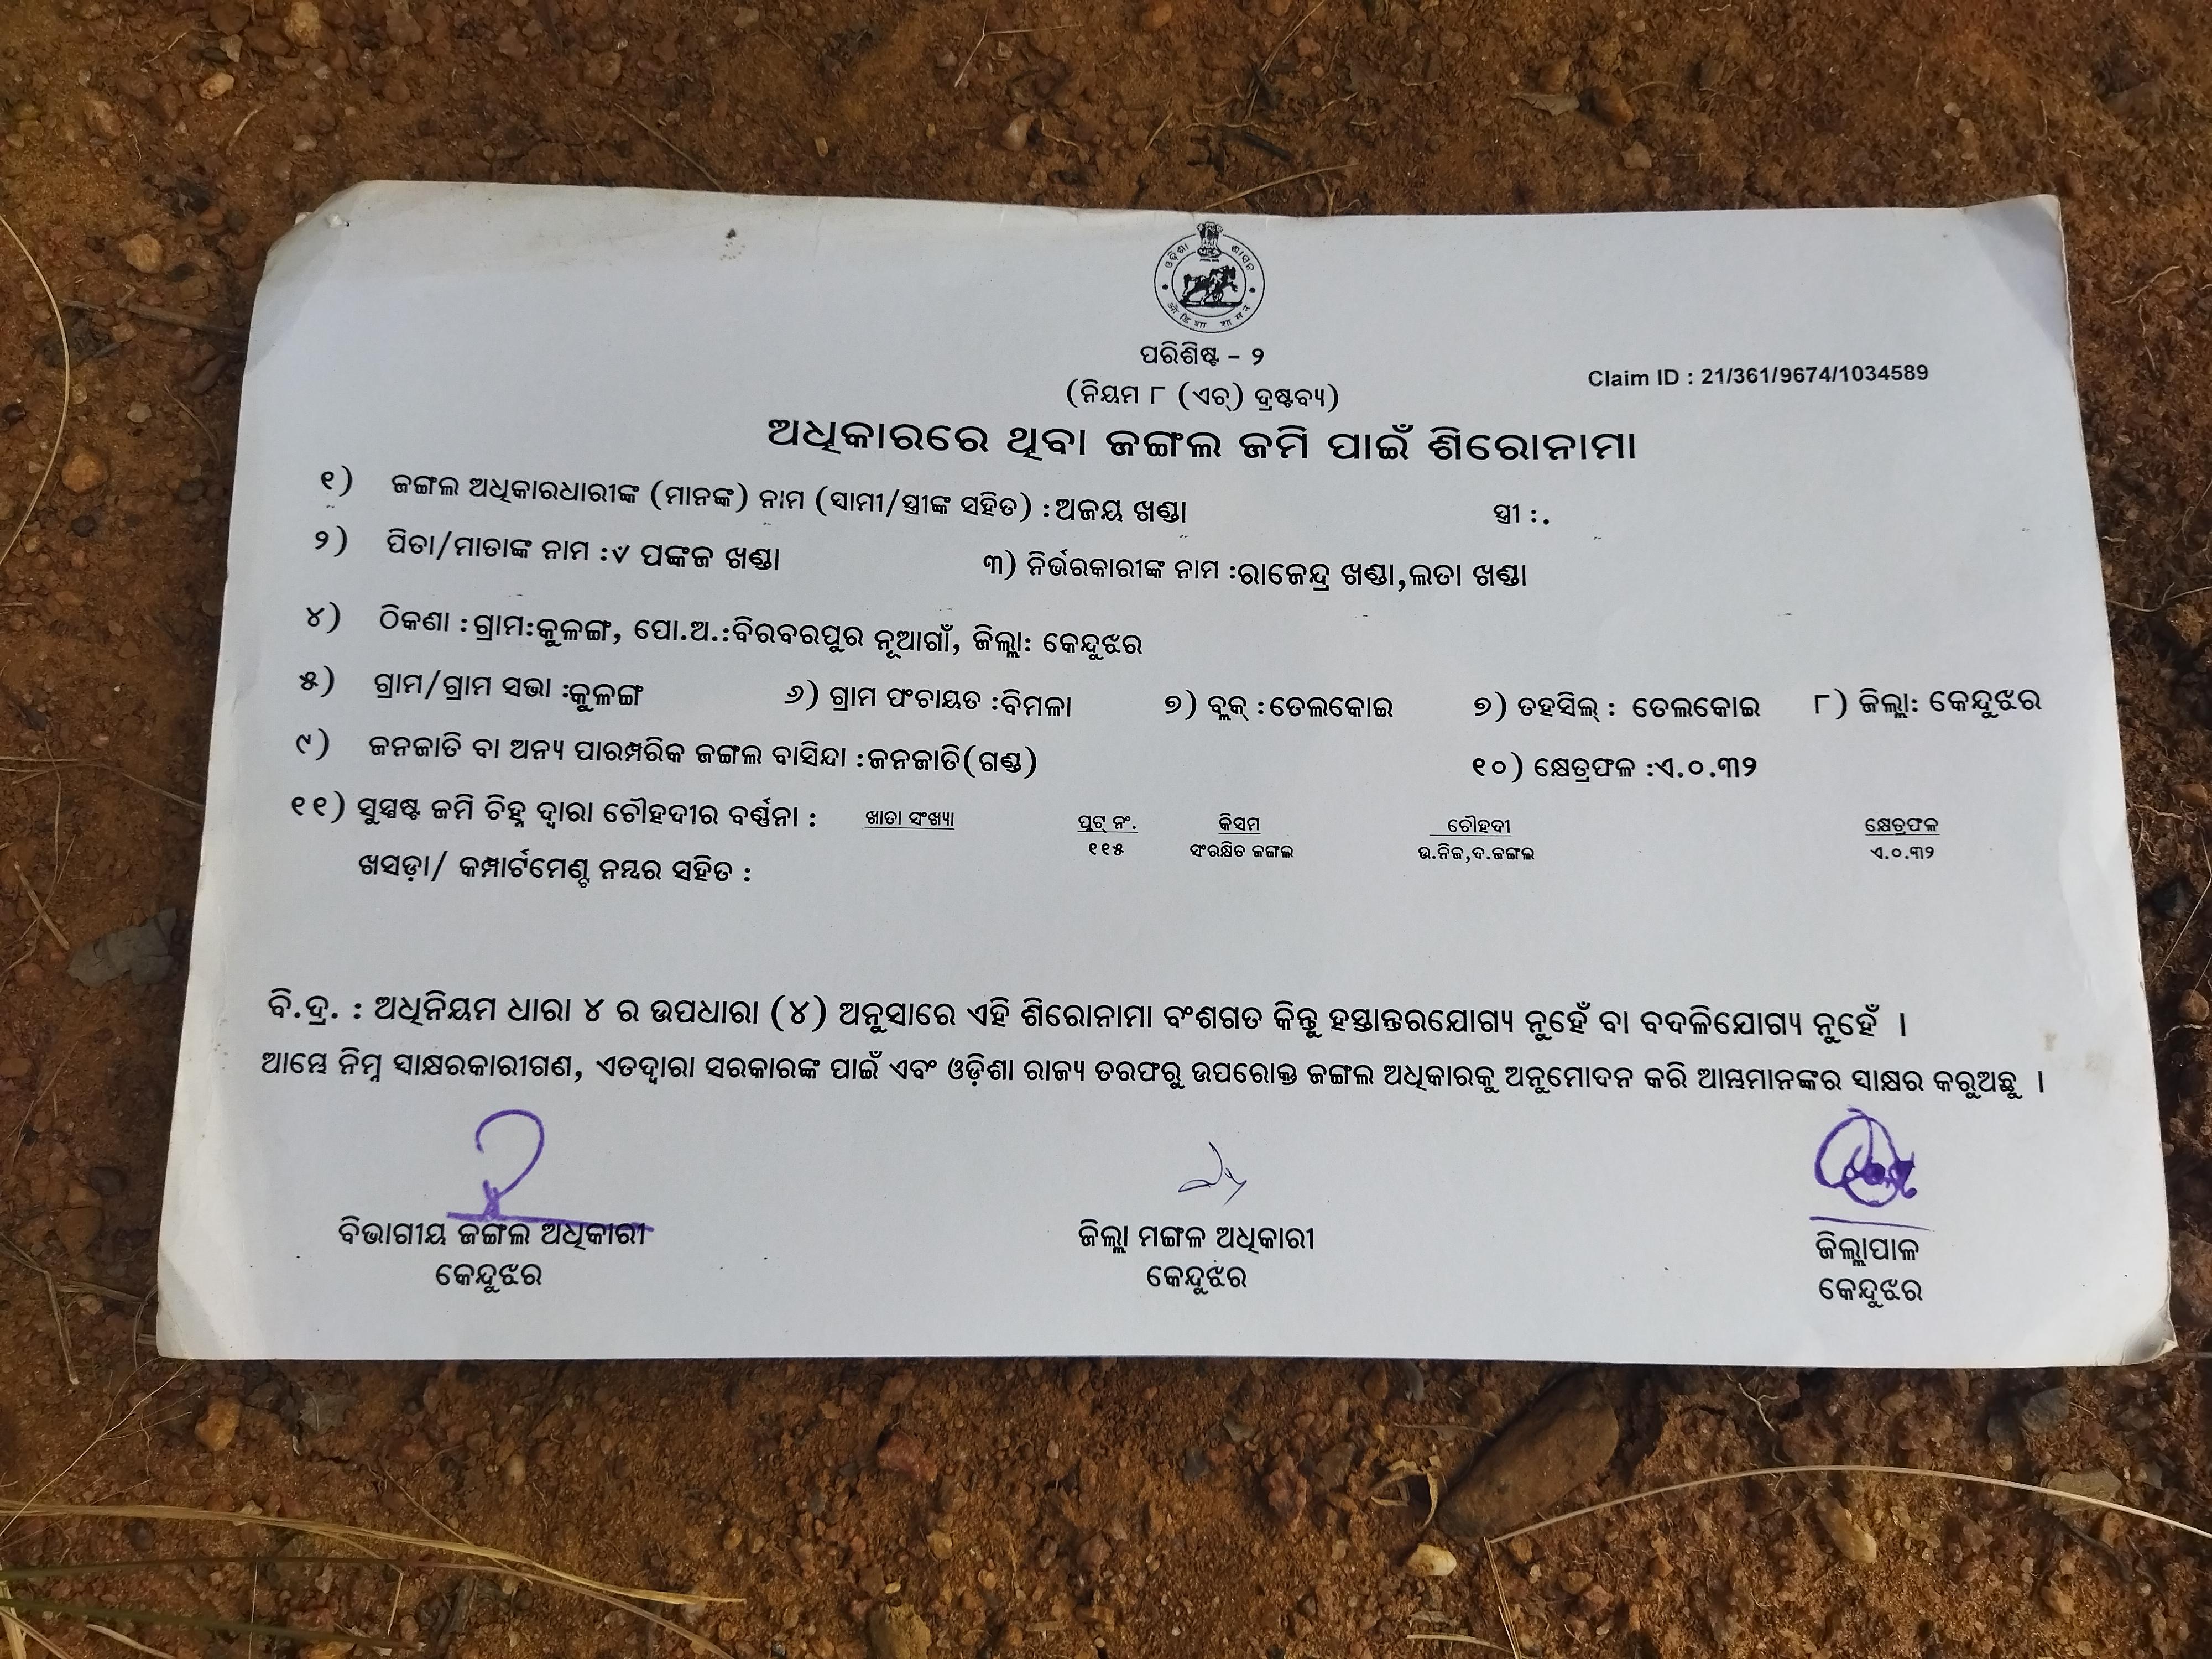 ଓଡ଼ିଶା ଶାସନ
ओडिशा शासन
ପରିଶିଷ୍ଟ - ୨
Claim ID : 21/361/9674/1034589
(ନିୟମ ୮ (ଏଚ୍) ଦ୍ରଷ୍ଟବ୍ୟ)
ଅଧିକାରରେ ଥିବା ଜଙ୍ଗଲ ଜମି ପାଇଁ ଶିରୋନାମା
୧) ଜଙ୍ଗଲ ଅଧିକାରଧାରୀଙ୍କ (ମାନଙ୍କ) ନାମ (ସ୍ୱାମୀ/ସ୍ତ୍ରୀଙ୍କ ସହିତ) : ଅଜୟ ଖଣ୍ଡା ସ୍ତ୍ରୀ :.
୨) ପିତା/ମାତାଙ୍କ ନାମ :୰ ପଙ୍କଜ ଖଣ୍ଡା ୩) ନିର୍ଭରକାରୀଙ୍କ ନାମ :ରାଜେନ୍ଦ୍ର ଖଣ୍ଡା,ଲତା ଖଣ୍ଡା
୪) ଠିକଣା : ଗ୍ରାମ:କୁଳଙ୍ଗ, ପୋ.ଅ.:ବିରବରପୁର ନୂଆଗାଁ, ଜିଲ୍ଲା: କେନ୍ଦୁଝର
୫) ଗ୍ରାମ/ଗ୍ରାମ ସଭା :କୁଳଙ୍ଗ ୬) ଗ୍ରାମ ପଂଚାୟତ :ବିମଳା ୭) ବ୍ଲକ୍ : ତେଲକୋଇ ୭) ତହସିଲ୍ : ତେଲକୋଇ ୮) ଜିଲ୍ଲା: କେନ୍ଦୁଝର
୯) ଜନଜାତି ବା ଅନ୍ୟ ପାରମ୍ପରିକ ଜଙ୍ଗଲ ବାସିନ୍ଦା :ଜନଜାତି(ଗଣ୍ଡ) ୧୦) କ୍ଷେତ୍ରଫଳ :ଏ.୦.୩୨
୧୧) ସୁସ୍ପଷ୍ଟ ଜମି ଚିହ୍ନ ଦ୍ୱାରା ଚୌହଦୀର ବର୍ଣ୍ଣନା : ଖାତା ସଂଖ୍ୟା ପ୍ଲଟ୍ ନଂ. କିସମ ଚୌହଦୀ କ୍ଷେତ୍ରଫଳ
୧୧୫ ସଂରକ୍ଷିତ ଜଙ୍ଗଲ ଉ.ନିଜ,ଦ.ଜଙ୍ଗଲ ଏ.୦.୩୨
ଖସଡ଼ା/ କମ୍ପାର୍ଟମେଣ୍ଟ ନମ୍ବର ସହିତ :
ବି.ଦ୍ର. : ଅଧିନିୟମ ଧାରା ୪ ର ଉପଧାରା (୪) ଅନୁସାରେ ଏହି ଶିରୋନାମା ବଂଶଗତ କିନ୍ତୁ ହସ୍ତାନ୍ତରଯୋଗ୍ୟ ନୁହେଁ ବା ବଦଳିଯୋଗ୍ୟ ନୁହେଁ ।
ଆମ୍ଭେ ନିମ୍ନ ସ୍ୱାକ୍ଷରକାରୀଗଣ, ଏତଦ୍ୱାରା ସରକାରଙ୍କ ପାଇଁ ଏବଂ ଓଡ଼ିଶା ରାଜ୍ୟ ତରଫରୁ ଉପରୋକ୍ତ ଜଙ୍ଗଲ ଅଧିକାରକୁ ଅନୁମୋଦନ କରି ଆମ୍ଭମାନଙ୍କର ସ୍ୱାକ୍ଷର କରୁଅଛୁ ।
ବିଭାଗୀୟ ଜଙ୍ଗଲ ଅଧିକାରୀ ଜିଲ୍ଲା ମଙ୍ଗଳ ଅଧିକାରୀ ଜିଲ୍ଲାପାଳ
କେନ୍ଦୁଝର କେନ୍ଦୁଝର କେନ୍ଦୁଝର